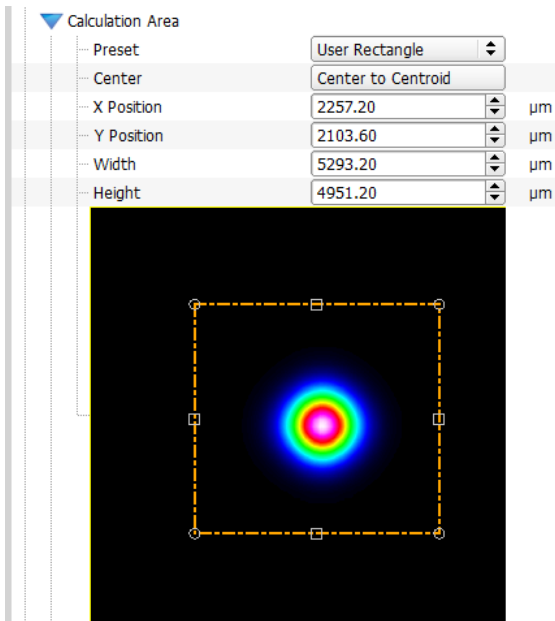 Calculation Area
Preset User Rectangle
Center Center to Centroid
X Position 2257.20 µm
Y Position 2103.60 µm
Width 5293.20 µm
Height 4951.20 µm